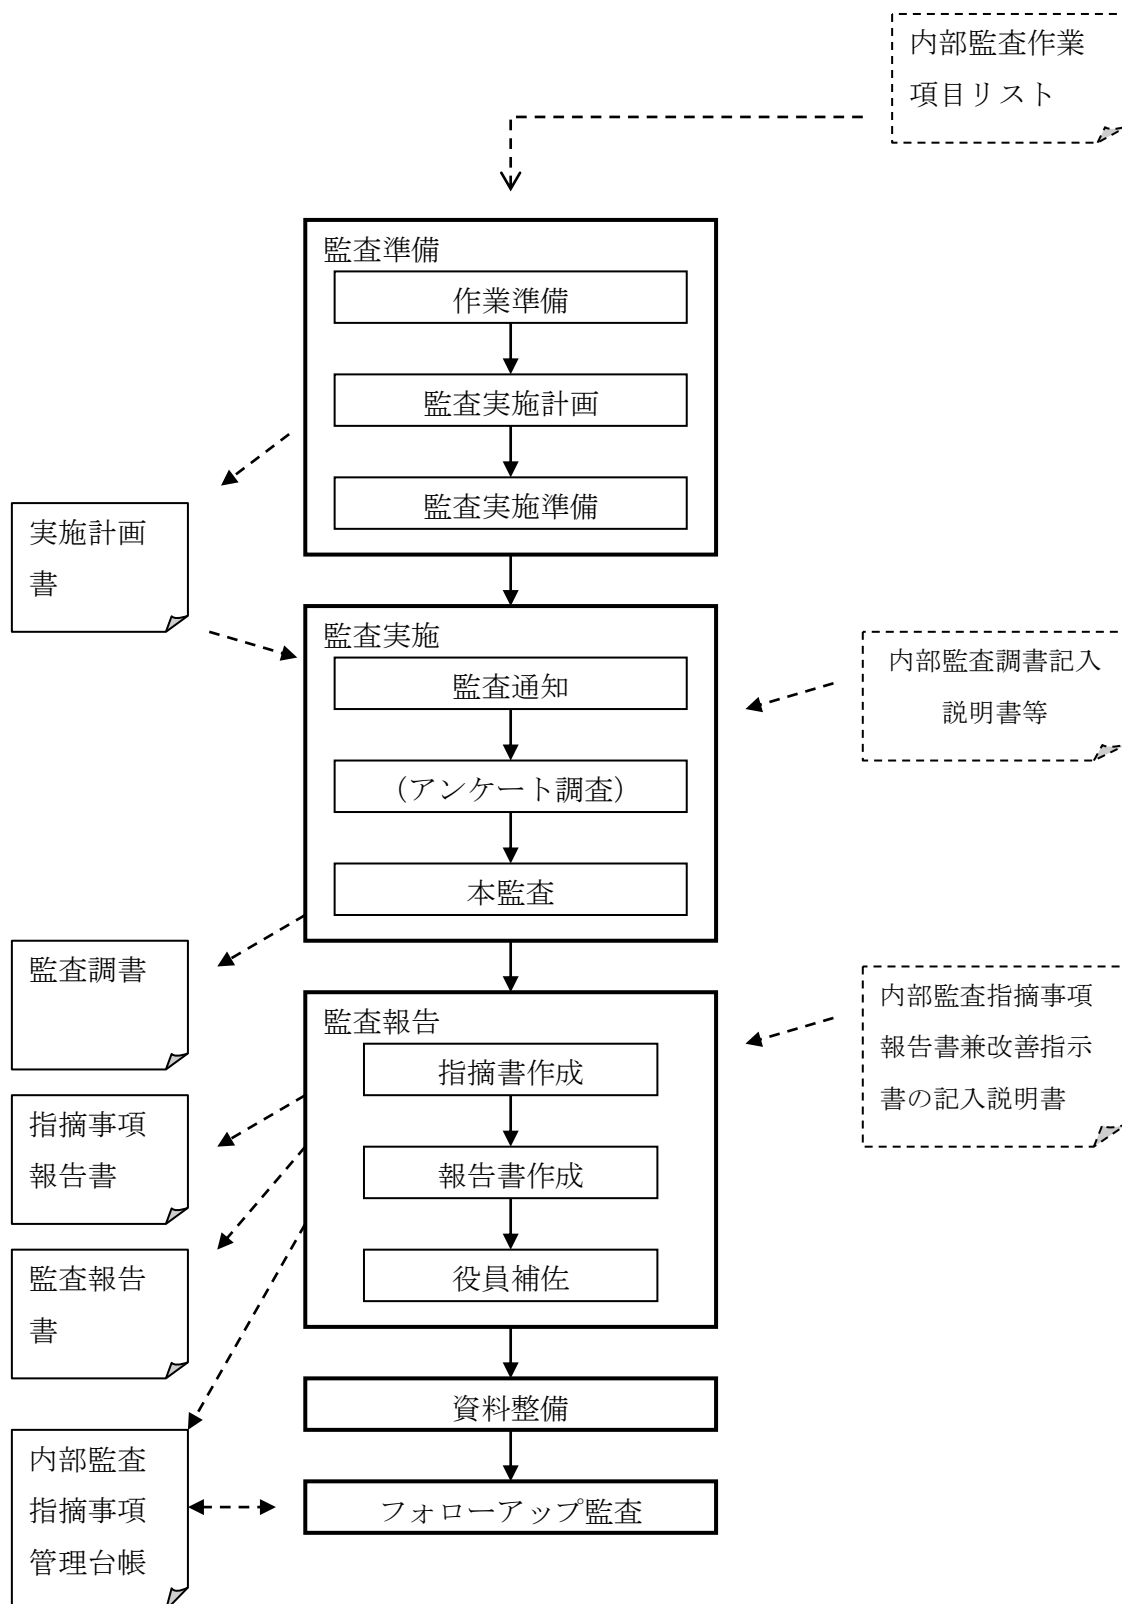 内部監査作業
項目リスト
監査準備
作業準備
監査実施計画
監査実施準備
実施計画
書
監査実施
監査通知
（アンケート調査）
本監査
内部監査調書記入
説明書等
監査調書
監査報告
指摘書作成
報告書作成
役員補佐
内部監査指摘事項
報告書兼改善指示
書の記入説明書
指摘事項
報告書
監査報告
書
資料整備
フォローアップ監査
内部監査
指摘事項
管理台帳